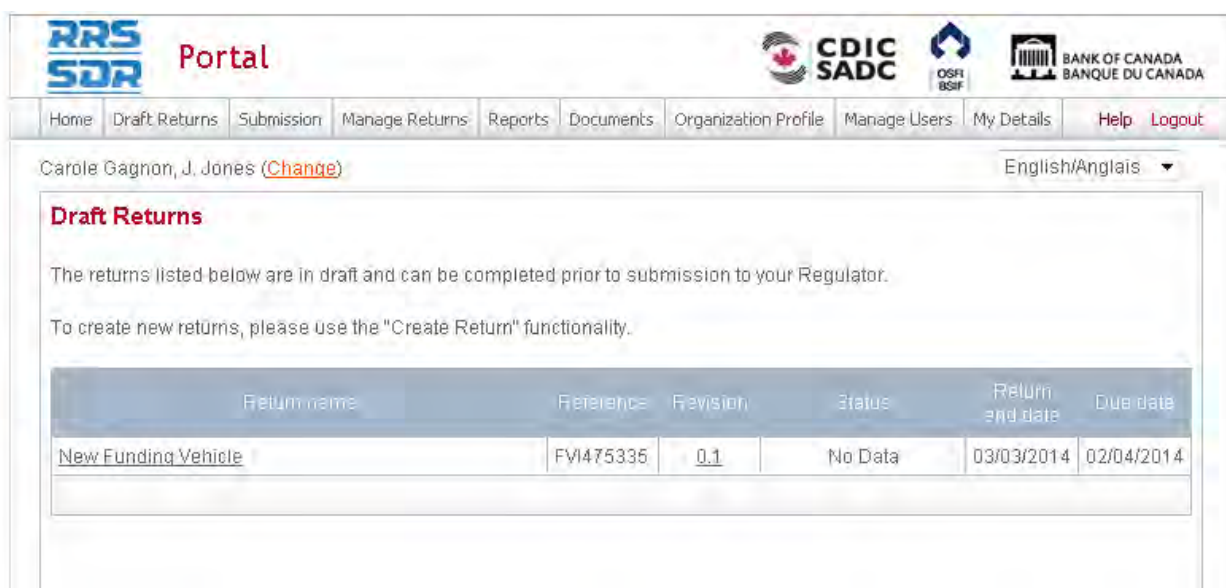 RRS
SDR
Portal
CDIC
SADC
OSFI
BSIF
BANK OF CANADA
BANQUE DU CANADA
Home Draft Returns Submission Manage Returns Reports Documents Organization Profile Manage Users My Details Help Logout
Carole Gagnon, J. Jones (Change)
English/Anglais
Draft Returns
The returns listed below are in draft and can be completed prior to submission to your Regulator.
To create new returns, please use the "Create Return" functionality.
Return name Reference Revision Status Return end date Due date
New Funding Vehicle FVI475335 0.1 No Data 03/03/2014 02/04/2014